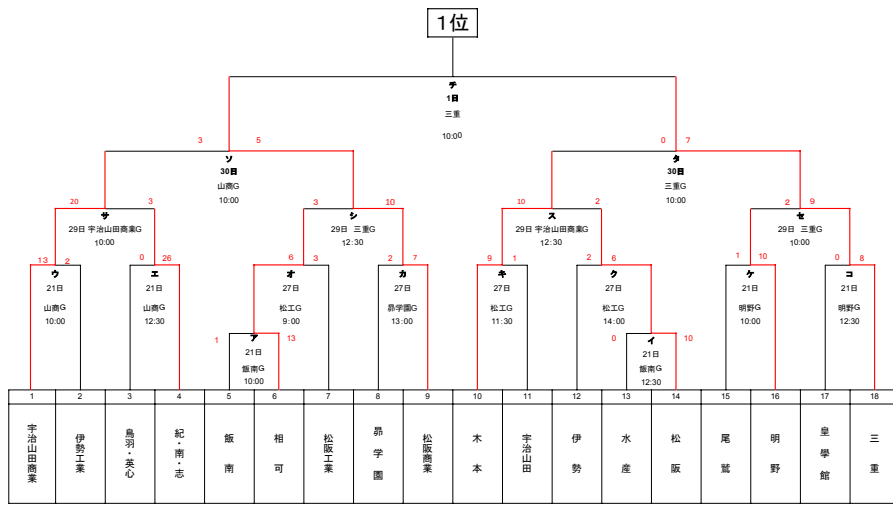 1位
チ
1日
三重
10:00
3 5
0 7
ソ
30日
山商G
10:00
タ
30日
三重G
10:00
20 3
3 10
10 2
2 9
サ
29日 宇治山田商業G
10:00
シ
29日 三重G
12:30
ス
29日 宇治山田商業G
12:30
セ
29日 三重G
10:00
13 2
0 26
6 3
2 7
9 1
2 6
1 10
0 8
ウ
21日
山商G
10:00
エ
21日
山商G
12:30
オ
27日
松工G
9:00
カ
27日
昴学園G
13:00
キ
27日
松工G
11:30
ク
27日
松工G
14:00
ケ
21日
明野G
10:00
コ
21日
明野G
12:30
1 13
ア
21日
飯南G
10:00
0 10
イ
21日
飯南G
12:30
1 2 3 4 5 6 7 8 9 10 11 12 13 14 15 16 17 18
宇治山田商業
伊勢工業
鳥羽・英心
紀・南・志
飯南
相可
松阪工業
昴学園
松阪商業
木本
宇治山田
伊勢
水産
松阪
尾鷲
明野
皇學館
三重